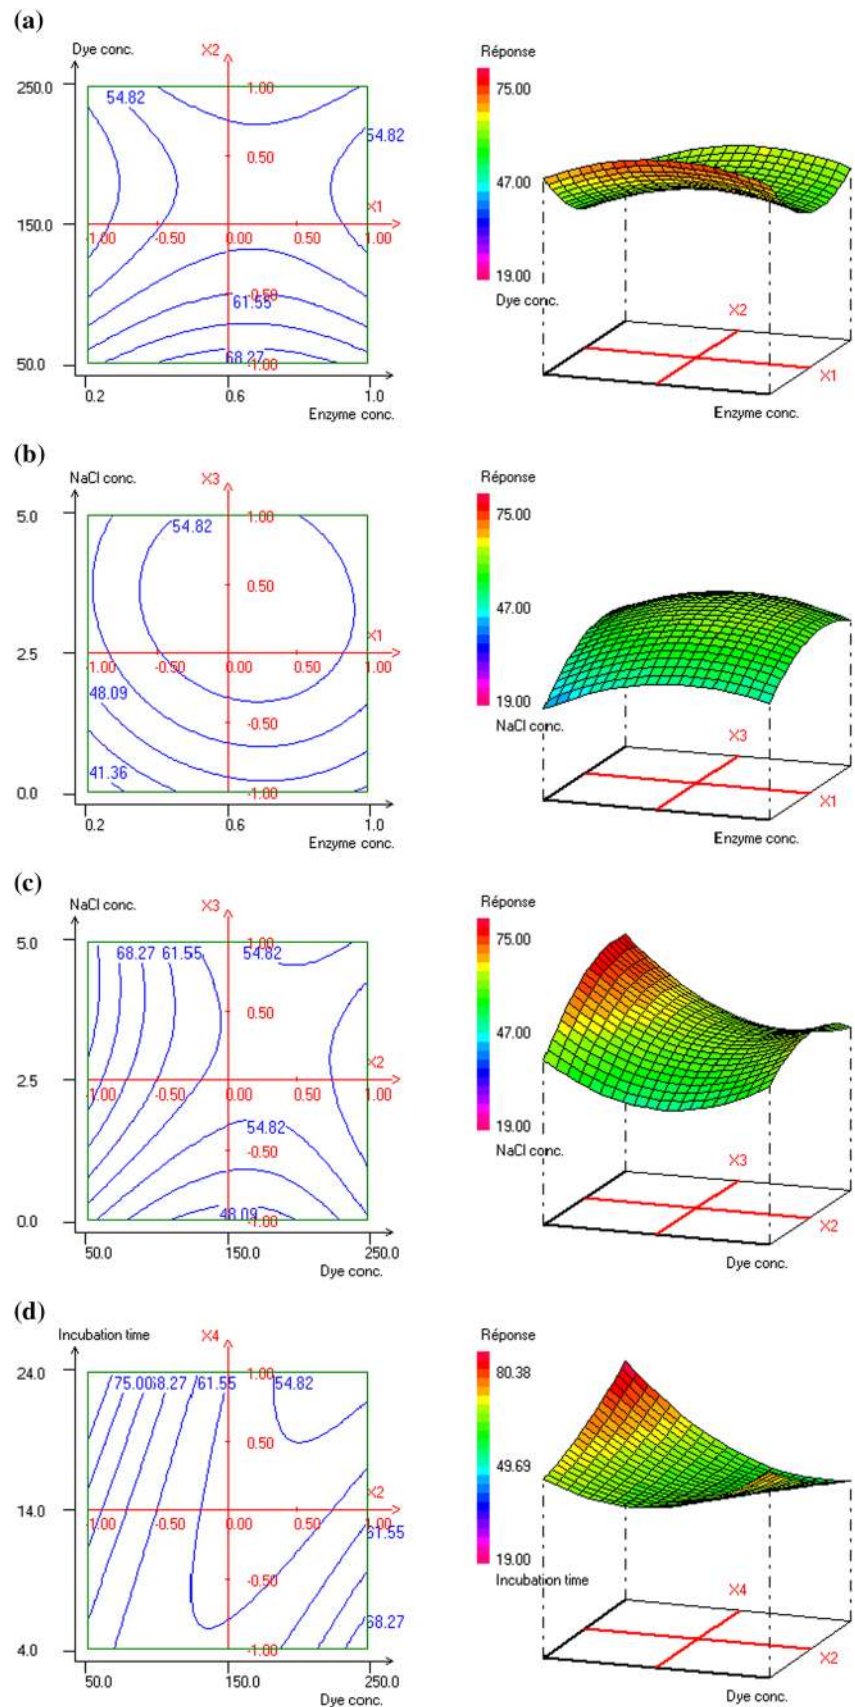 (a)
Dye conc.
X2
250.0
1.00
54.82
54.82
0.50
150.0
X1
-1.00
-0.50
0.00
0.50
1.00
-0.50
61.55
68.27
-1.00
50.0
0.2
0.6
1.0
Enzyme conc.
Réponse
75.00
47.00
19.00
Dye conc.
X2
X1
Enzyme conc.
(b)
NaCl conc.
X3
5.0
1.00
54.82
0.50
X1
2.5
-1.00
-0.50
0.00
0.50
1.00
48.09
-0.50
41.36
-1.00
0.0
0.2
0.6
1.0
Enzyme conc.
Réponse
75.00
47.00
19.00
NaCl conc.
X3
X1
Enzyme conc.
(c)
NaCl conc.
X3
5.0
1.00
68.27
61.55
54.82
0.50
X2
2.5
-1.00
-0.50
0.00
0.50
1.00
54.82
-0.50
48.09
-1.00
0.0
50.0
150.0
250.0
Dye conc.
Réponse
75.00
47.00
19.00
NaCl conc.
X3
X2
Dye conc.
(d)
Incubation time
X4
24.0
1.00
75.00
68.27
61.55
54.82
0.50
X2
14.0
-1.00
-0.50
0.00
0.50
1.00
61.55
-0.50
68.27
-1.00
4.0
50.0
150.0
250.0
Dye conc.
Réponse
80.38
49.69
19.00
Incubation time
X4
X2
Dye conc.